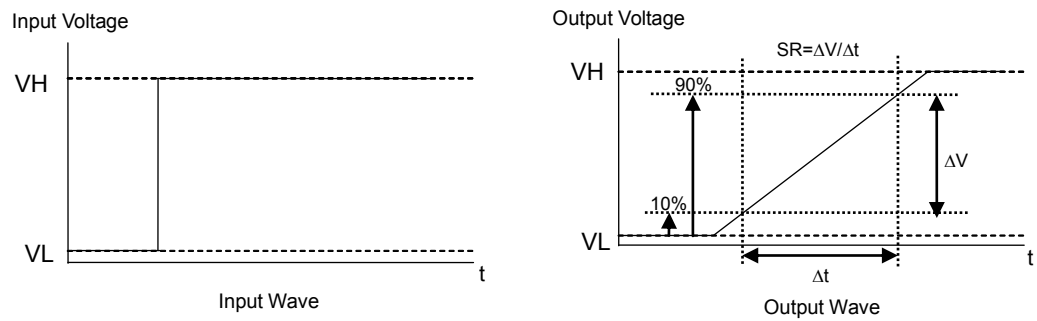 Input Voltage
VH
VL
t
Input Wave
Output Voltage
SR=ΔV/Δt
VH
90%
ΔV
10%
VL
t
Δt
Output Wave